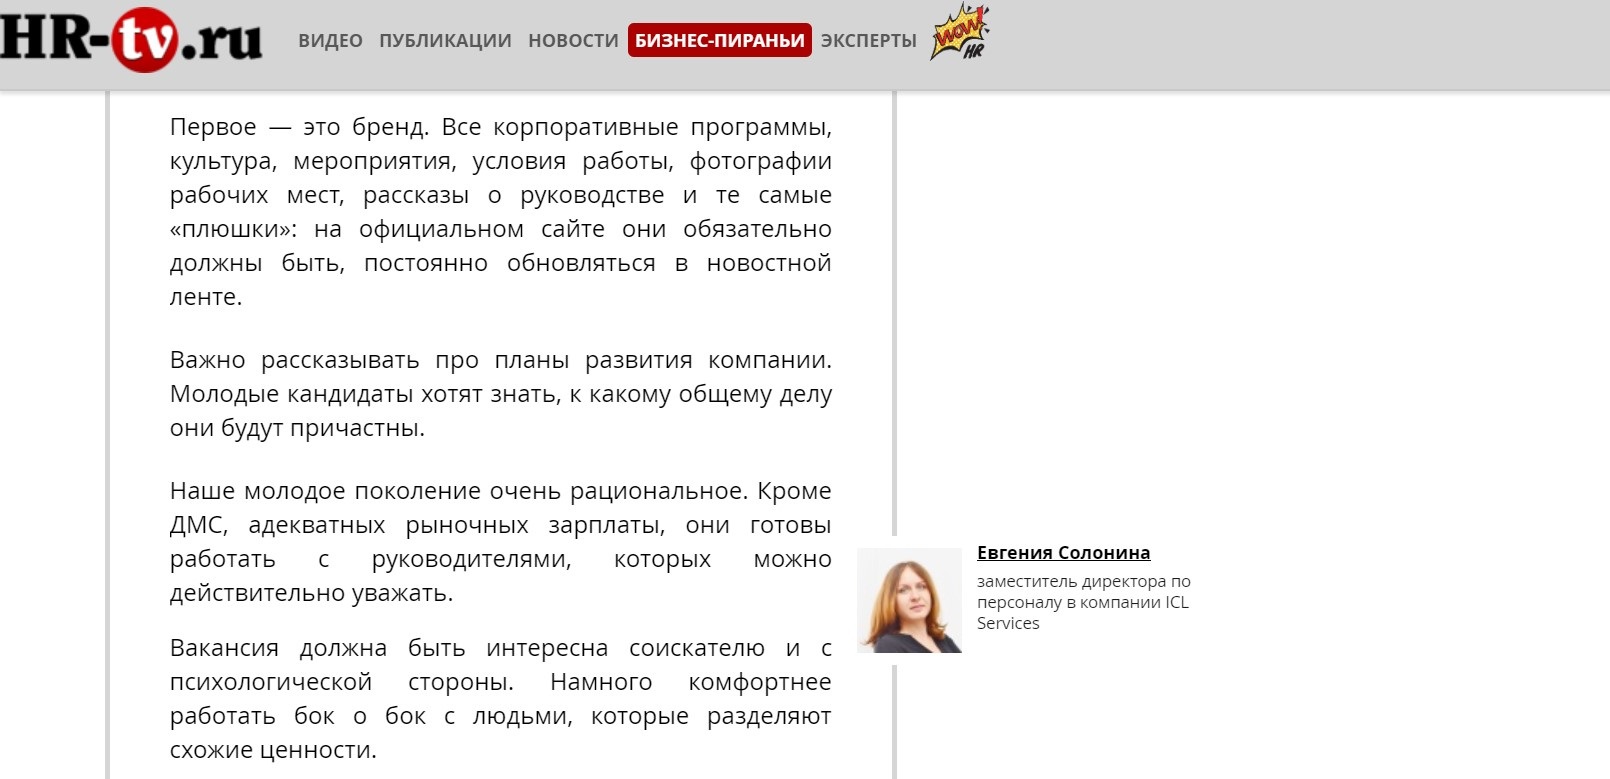 HR-tv.ru
ВИДЕО ПУБЛИКАЦИИ НОВОСТИ БИЗНЕС-ПИРАНЬИ ЭКСПЕРТЫ WOW! HR
Первое — это бренд. Все корпоративные программы,
культура, мероприятия, условия работы, фотографии
рабочих мест, рассказы о руководстве и те самые
«плюшки»: на официальном сайте они обязательно
должны быть, постоянно обновляться в новостной
ленте.
Важно рассказывать про планы развития компании.
Молодые кандидаты хотят знать, к какому общему делу
они будут причастны.
Наше молодое поколение очень рациональное. Кроме
ДМС, адекватных рыночных зарплаты, они готовы
работать с руководителями, которых можно
действительно уважать.
Вакансия должна быть интересна соискателю и с
психологической стороны. Намного комфортнее
работать бок о бок с людьми, которые разделяют
схожие ценности.
Евгения Солонина
заместитель директора по
персоналу в компании ICL
Services